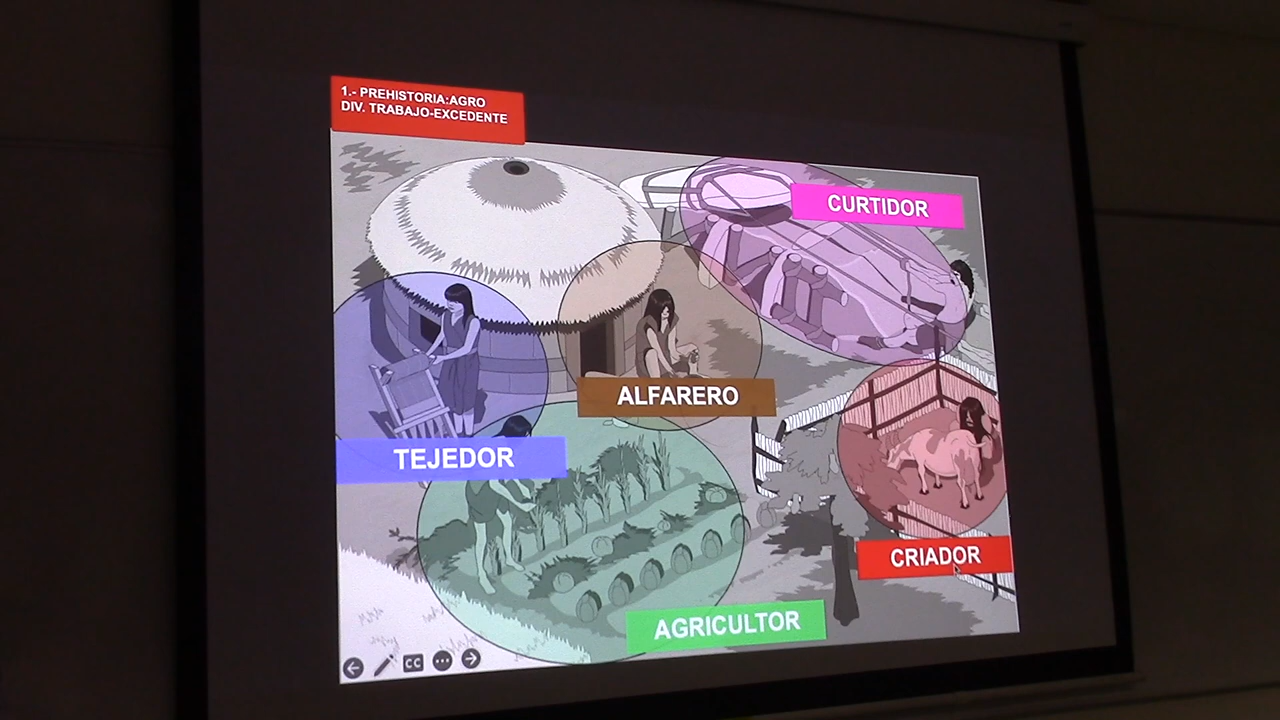 1.- PREHISTORIA:AGRO
DIV. TRABAJO-EXCEDENTE
CURTIDOR
ALFARERO
TEJEDOR
CRIADOR
AGRICULTOR
CC